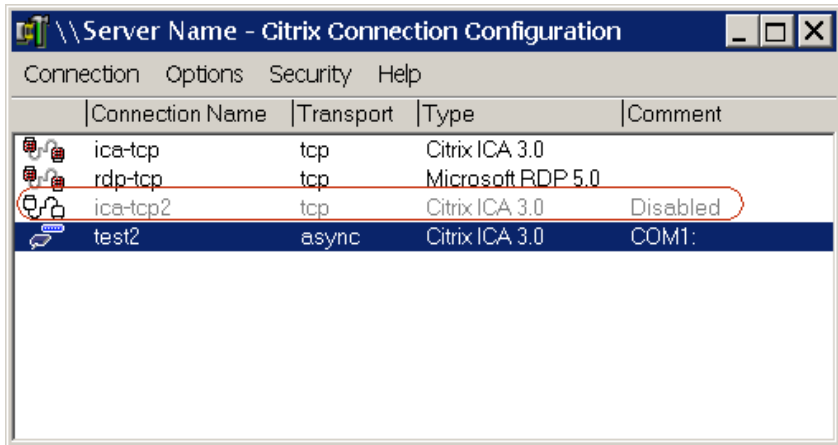 \\Server Name - Citrix Connection Configuration
Connection Options Security Help
Connection Name Transport Type Comment
ica-tcp tcp Citrix ICA 3.0
rdp-tcp tcp Microsoft RDP 5.0
ica-tcp2 tcp Citrix ICA 3.0 Disabled
test2 async Citrix ICA 3.0 COM1: